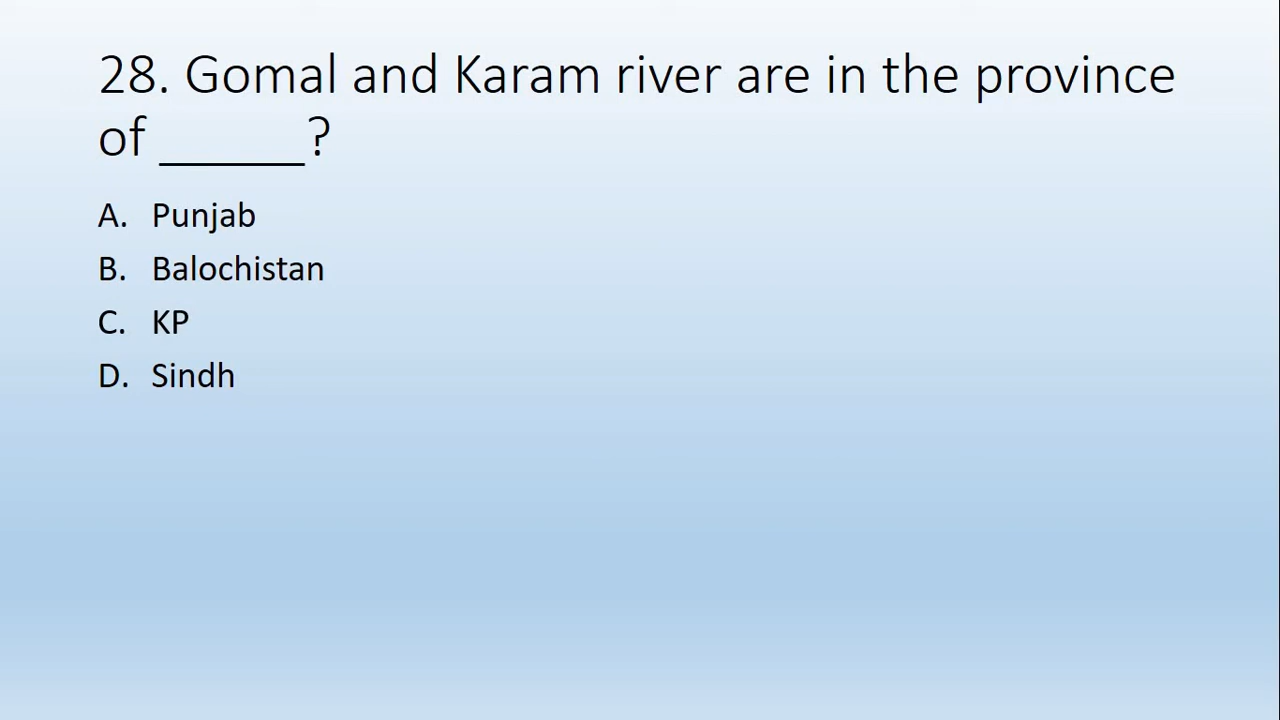 28. Gomal and Karam river are in the province
of ______?
A. Punjab
B. Balochistan
C. KP
D. Sindh